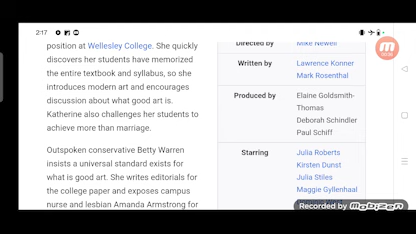 2:17
position at Wellesley College. She quickly
discovers her students have memorized
the entire textbook and syllabus, so she
introduces modern art and encourages
discussion about what good art is.
Katherine also challenges her students to
achieve more than marriage.
Outspoken conservative Betty Warren
insists a universal standard exists for
what is good art. She writes editorials for
the college paper and exposes campus
nurse and lesbian Amanda Armstrong for
Directed by Mike Newell
Written by Lawrence Konner
Mark Rosenthal
Produced by Elaine Goldsmith-
Thomas
Deborah Schindler
Paul Schiff
Starring Julia Roberts
Kirsten Dunst
Julia Stiles
Maggie Gyllenhaal
Recorded by Mobizen